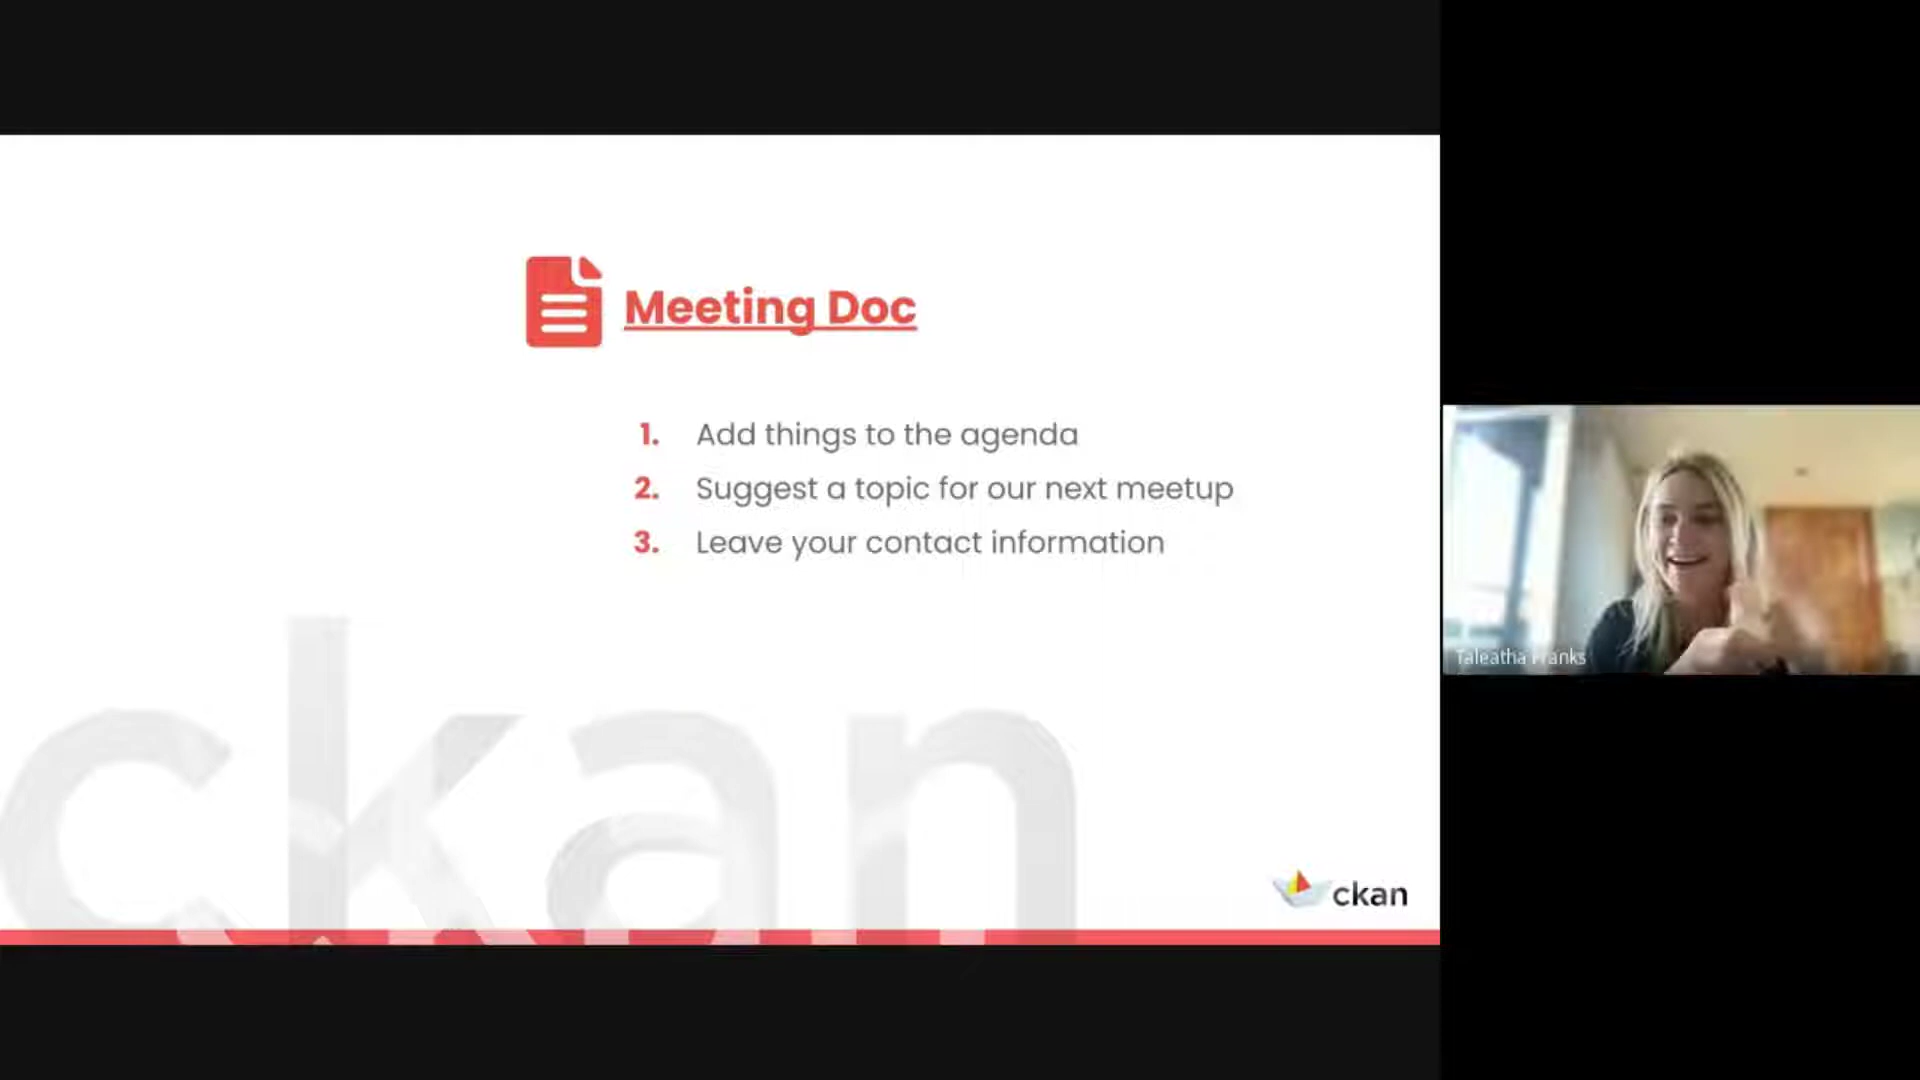 Meeting Doc
1. Add things to the agenda
2. Suggest a topic for our next meetup
3. Leave your contact information
Taleatha Franks
ckan
ckan